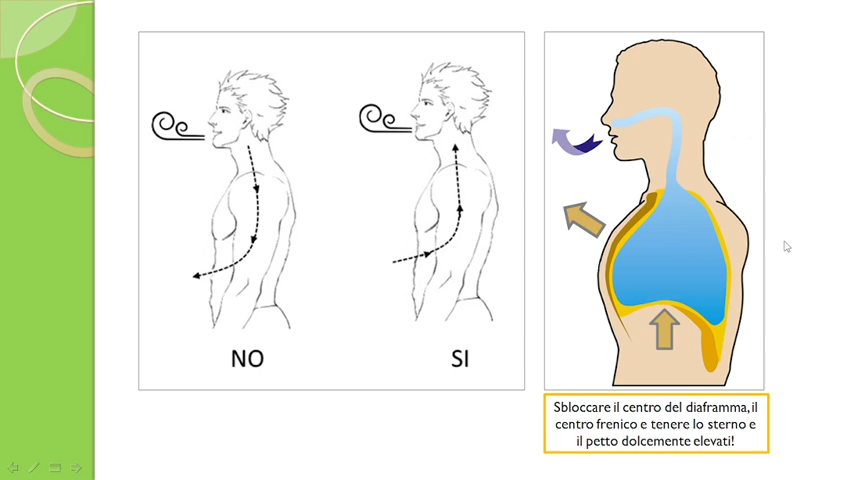 NO
SI
Sbloccare il centro del diaframma, il
centro frenico e tenere lo sterno e
il petto dolcemente elevati!